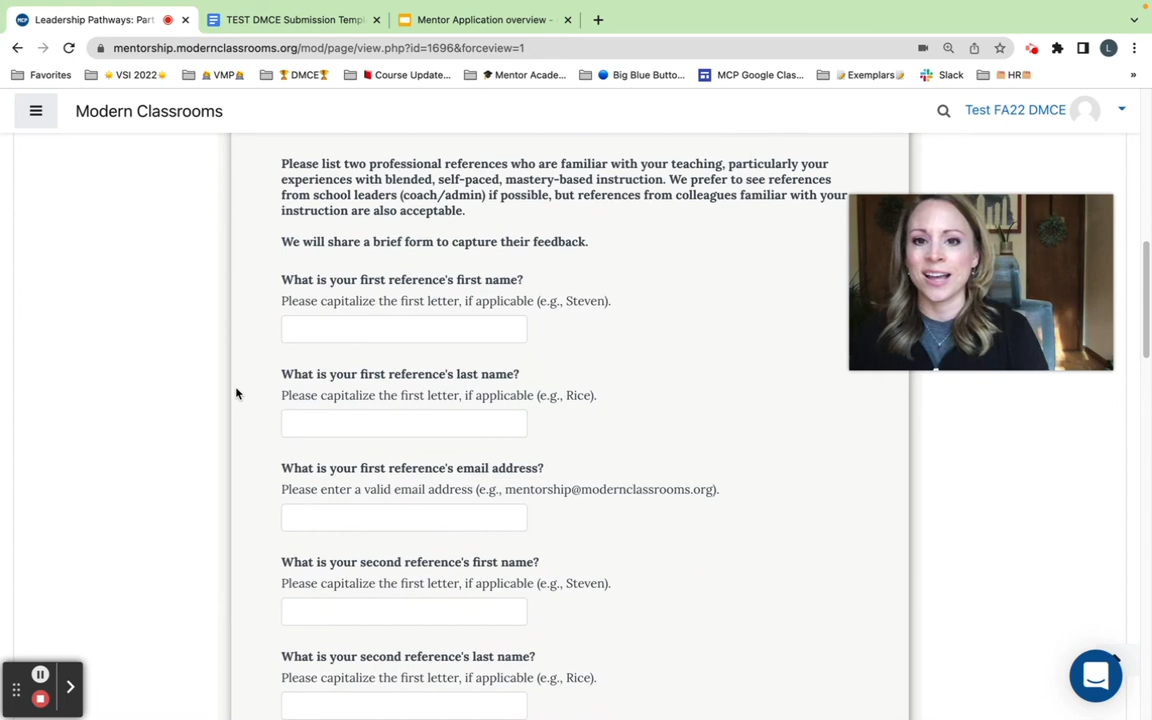 Leadership Pathways: Part
TEST DMCE Submission Templ
Mentor Application overview -
mentorship.modernclassrooms.org/mod/page/view.php?id=1696&forceview=1
L
Favorites
VSI 2022
VMP
DMCE
Course Update...
Mentor Acade...
Big Blue Butto...
MCP Google Clas...
Exemplars
Slack
HR
»
Modern Classrooms
Test FA22 DMCE
Please list two professional references who are familiar with your teaching, particularly your
experiences with blended, self-paced, mastery-based instruction. We prefer to see references
from school leaders (coach/admin) if possible, but references from colleagues familiar with your
instruction are also acceptable.
We will share a brief form to capture their feedback.
What is your first reference's first name?
Please capitalize the first letter, if applicable (e.g., Steven).
What is your first reference's last name?
Please capitalize the first letter, if applicable (e.g., Rice).
What is your first reference's email address?
Please enter a valid email address (e.g., mentorship@modernclassrooms.org).
What is your second reference's first name?
Please capitalize the first letter, if applicable (e.g., Steven).
What is your second reference's last name?
Please capitalize the first letter, if applicable (e.g., Rice).